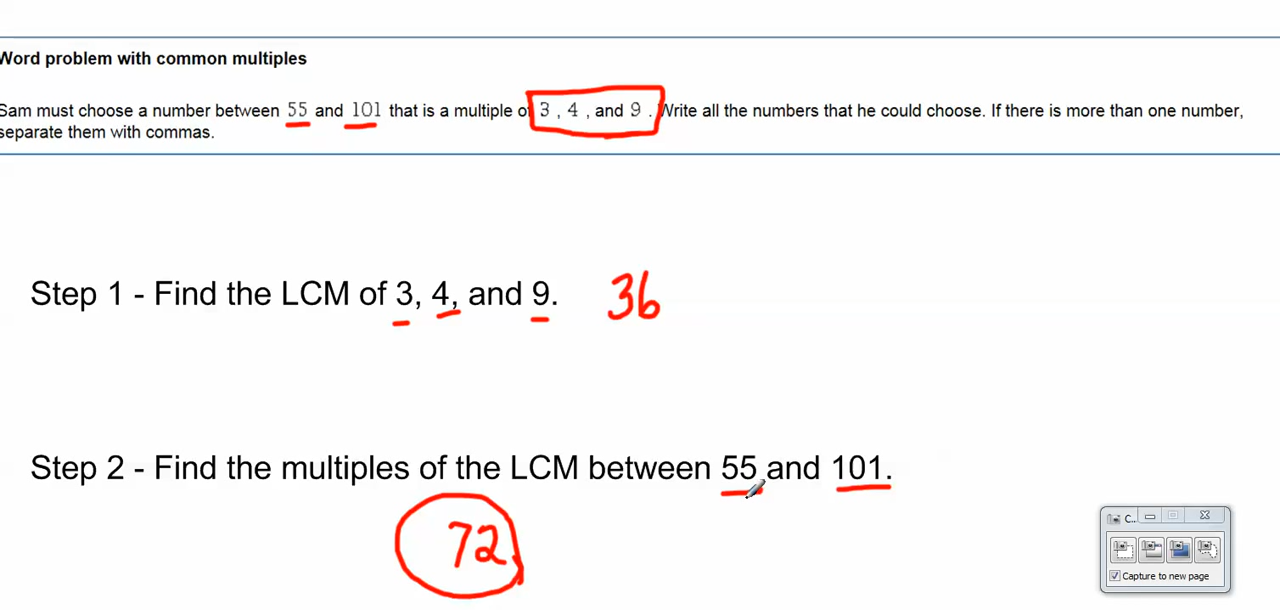 Word problem with common multiples
Sam must choose a number between 55 and 101 that is a multiple of 3 , 4 , and 9 . Write all the numbers that he could choose. If there is more than one number,
separate them with commas.
Step 1 - Find the LCM of 3, 4, and 9. 36
Step 2 - Find the multiples of the LCM between 55 and 101.
72
C...
Capture to new page